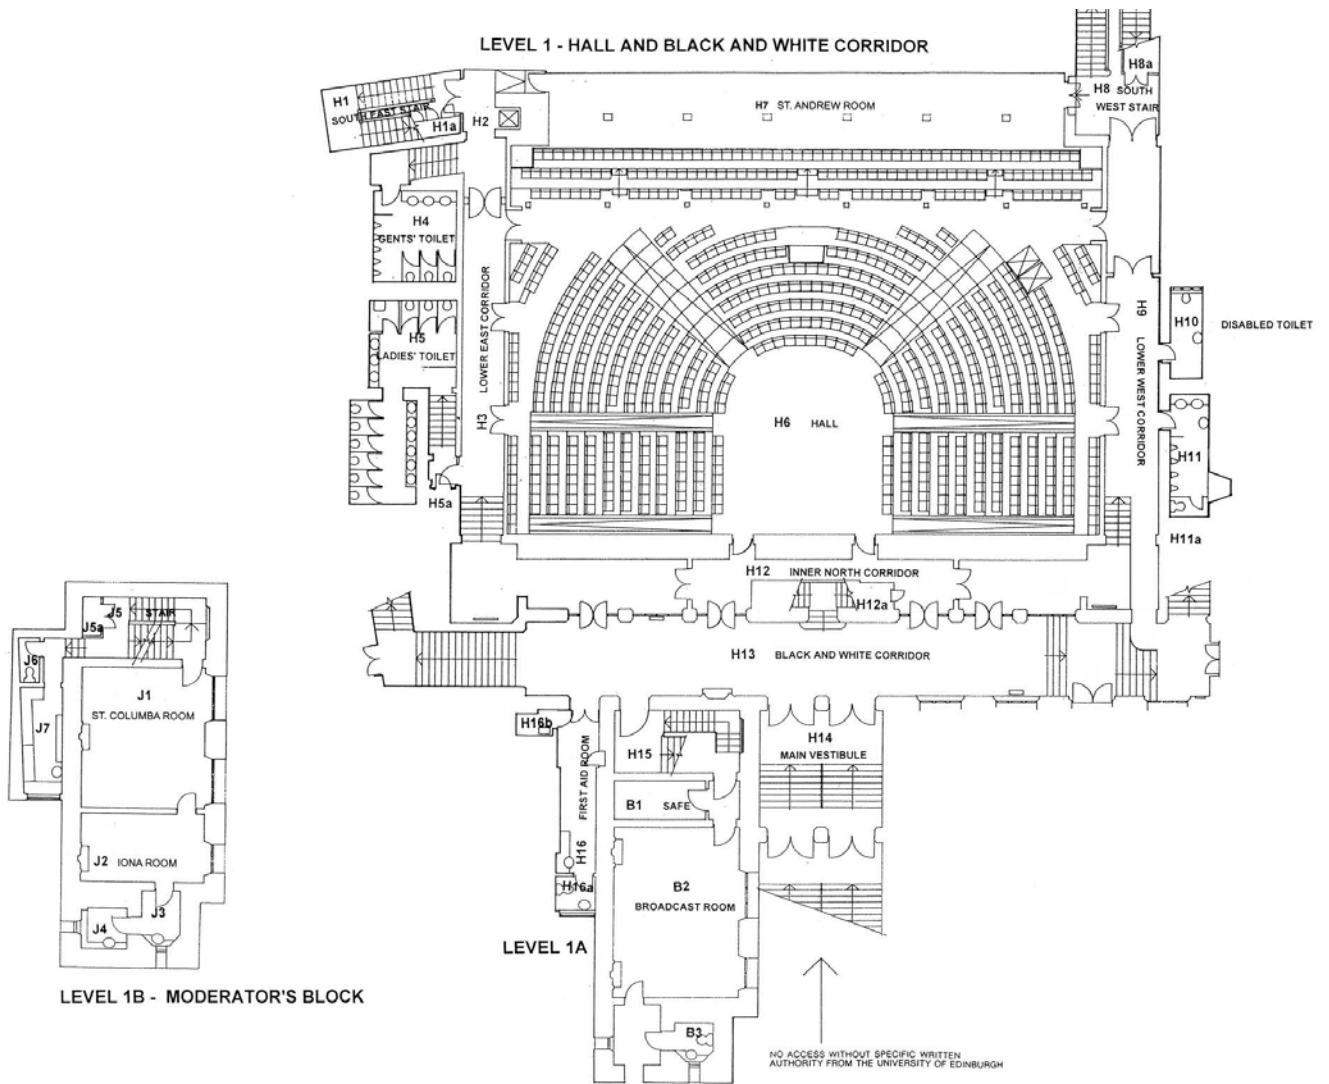 LEVEL 1 - HALL AND BLACK AND WHITE CORRIDOR
H1
SOUTH EAST STAIR
H1a
H2
H7 ST. ANDREW ROOM
H8a
H8 SOUTH
WEST STAIR
H4
GENTS' TOILET
H5
LADIES' TOILET
LOWER EAST CORRIDOR
H3
H5a
H6 HALL
H9
LOWER WEST CORRIDOR
H10
DISABLED TOILET
H11
H11a
H12 INNER NORTH CORRIDOR
H12a
H13 BLACK AND WHITE CORRIDOR
H14
MAIN VESTIBULE
H15
H16b
FIRST AID ROOM
H16
H16a
B1 SAFE
B2
BROADCAST ROOM
B3
LEVEL 1A
J5
STAIR
J5a
J6
J1
ST. COLUMBA ROOM
J7
J2 IONA ROOM
J3
J4
LEVEL 1B - MODERATOR'S BLOCK
NO ACCESS WITHOUT SPECIFIC WRITTEN
AUTHORITY FROM THE UNIVERSITY OF EDINBURGH